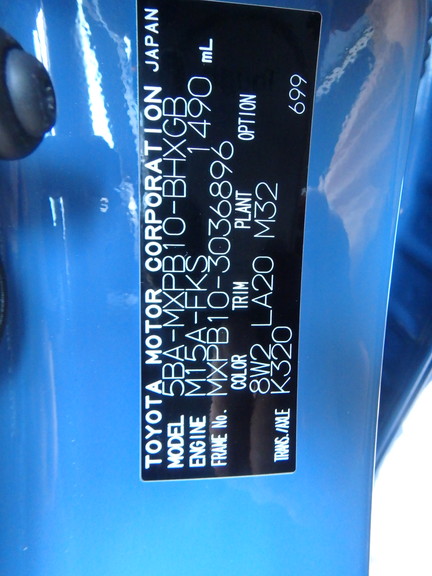 TOYOTA MOTOR CORPORATION JAPAN
MODEL 5BA-MXPB10-BHXGB
ENGINE M15A-FKS 1490 mL
FRAME No. MXPB10-3036896
COLOR TRIM PLANT OPTION
8W2 LA20 M32
TRANS./AXLE K320 699